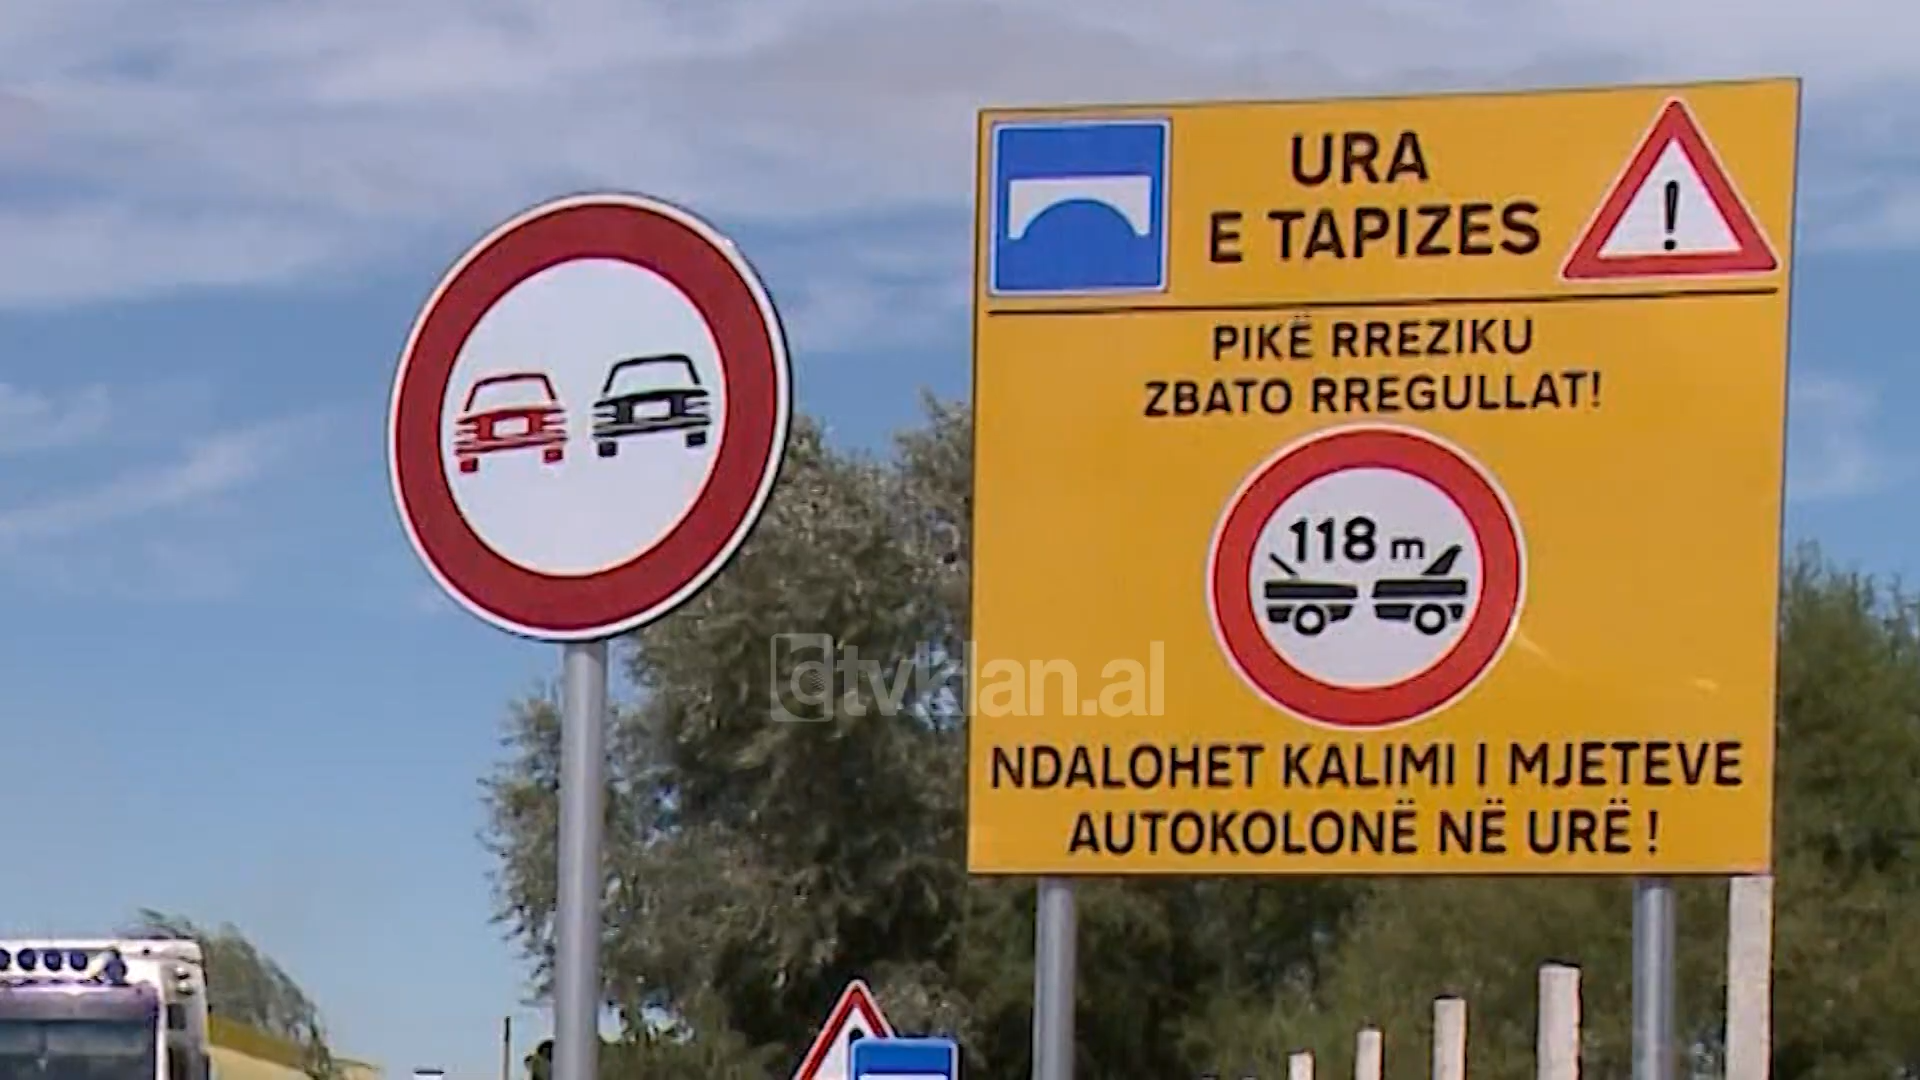 URA
E TAPIZES
!
PIKË RREZIKU
ZBATO RREGULLAT!
118 m
NDALOHET KALIMI I MJETEVE
AUTOKOLONË NË URË !
tvklan.al